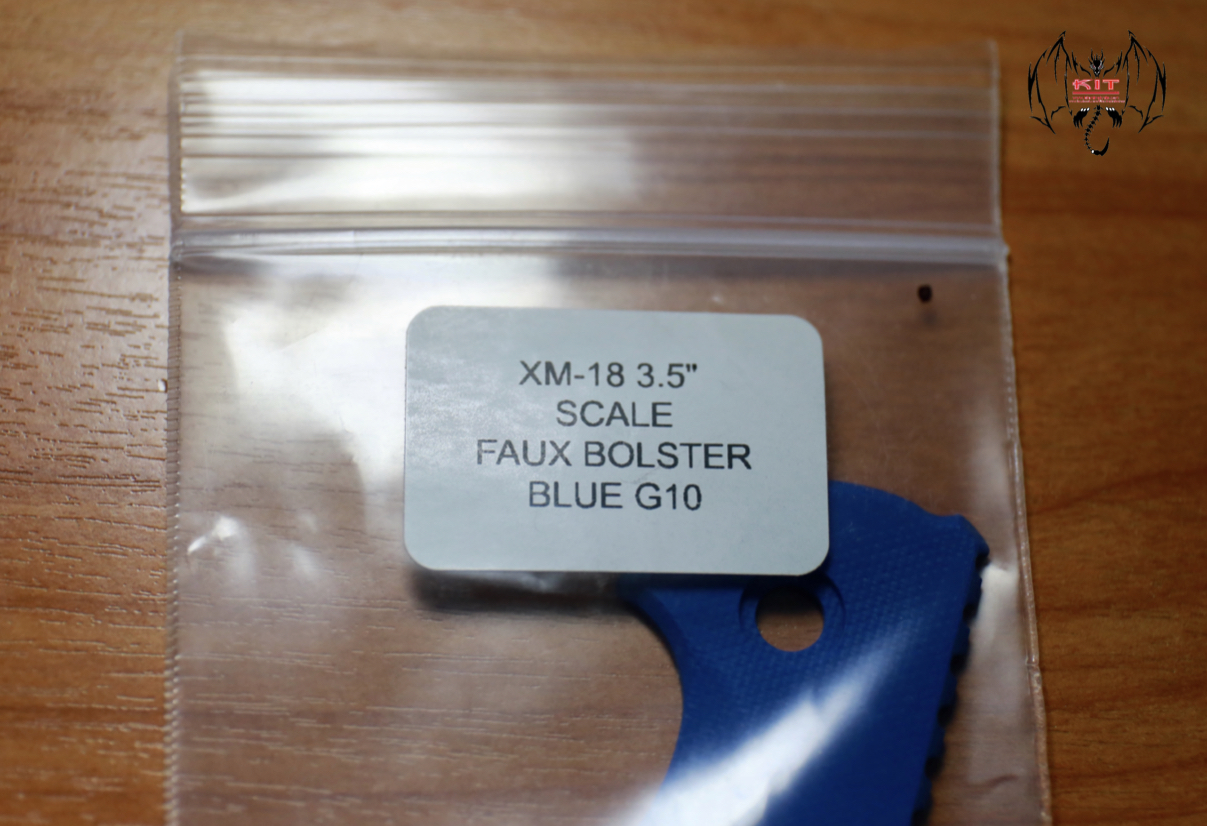 KIT
XM-18 3.5"
SCALE
FAUX BOLSTER
BLUE G10